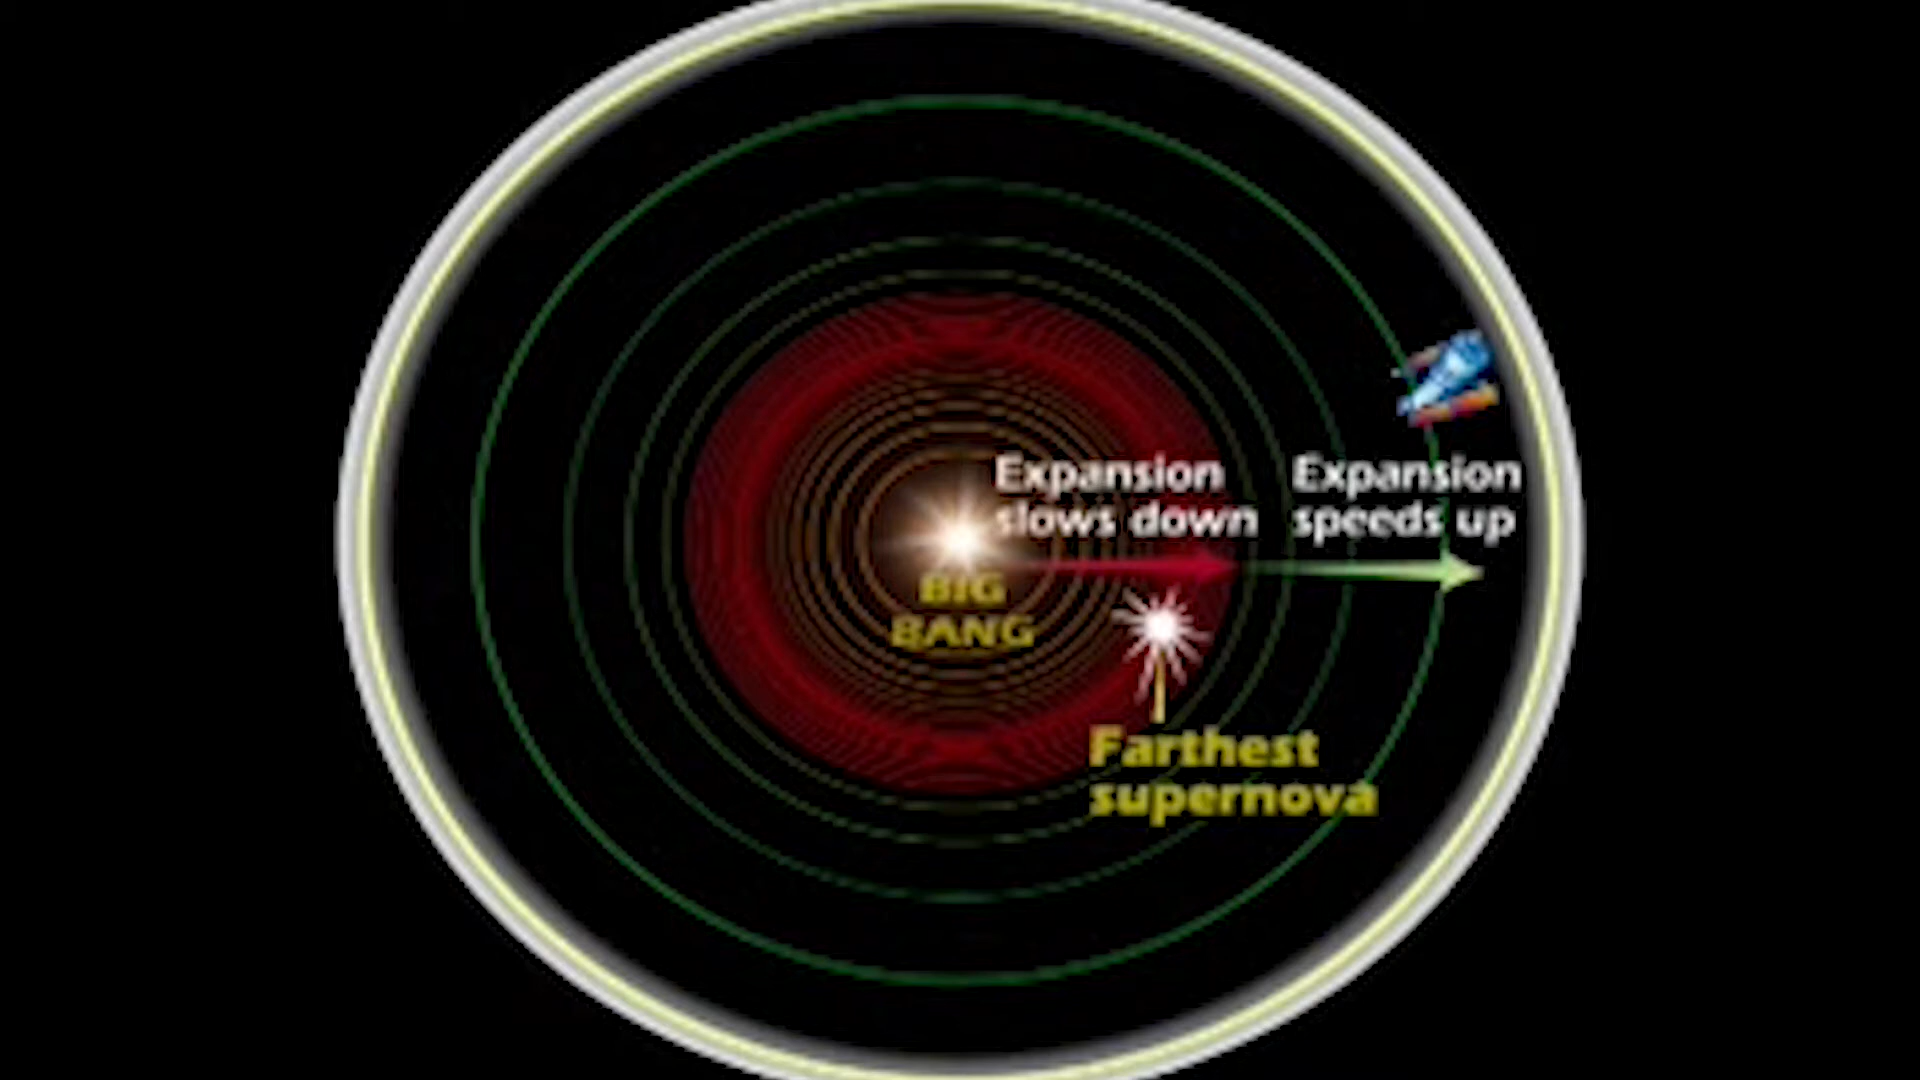 Expansion
slows down
Expansion
speeds up
BIG
BANG
Farthest
supernova